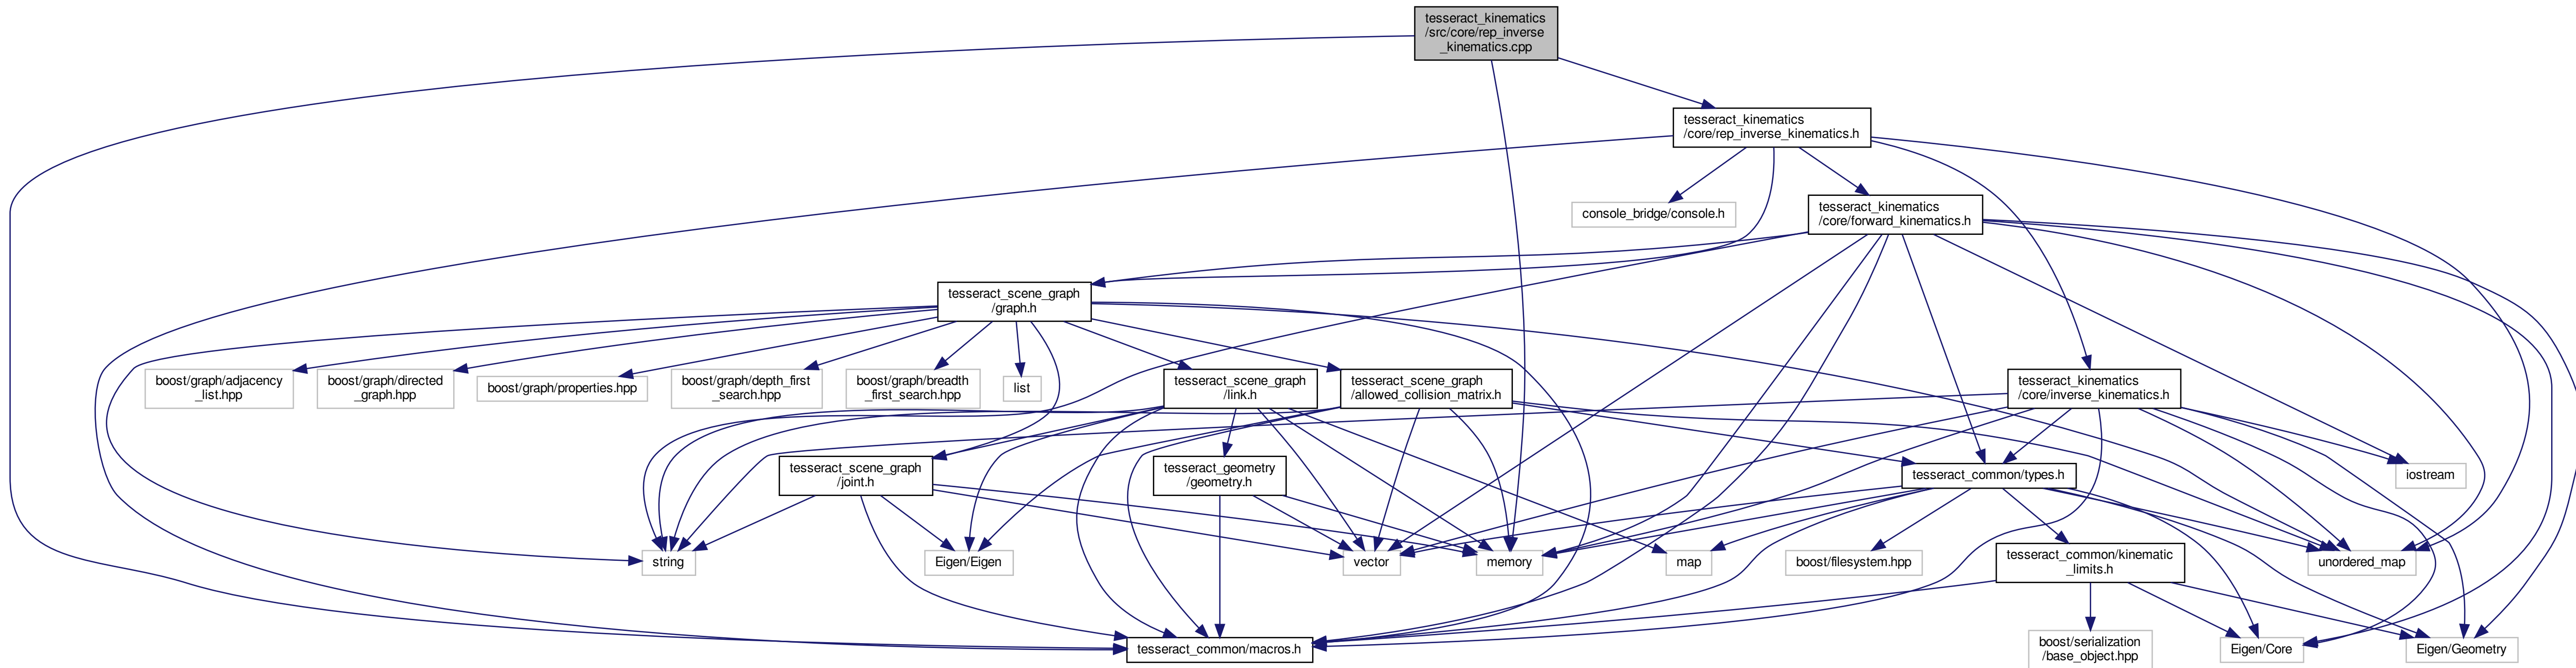 tesseract_kinematics
/src/core/rep_inverse
_kinematics.cpp
tesseract_kinematics
/core/rep_inverse_kinematics.h
console_bridge/console.h
tesseract_kinematics
/core/forward_kinematics.h
tesseract_scene_graph
/graph.h
boost/graph/adjacency
_list.hpp
boost/graph/directed
_graph.hpp
boost/graph/properties.hpp
boost/graph/depth_first
_search.hpp
boost/graph/breadth
_first_search.hpp
list
tesseract_scene_graph
/link.h
tesseract_scene_graph
/allowed_collision_matrix.h
tesseract_kinematics
/core/inverse_kinematics.h
tesseract_scene_graph
/joint.h
tesseract_geometry
/geometry.h
tesseract_common/types.h
iostream
string
Eigen/Eigen
vector
memory
map
boost/filesystem.hpp
tesseract_common/kinematic
_limits.h
unordered_map
tesseract_common/macros.h
boost/serialization
/base_object.hpp
Eigen/Core
Eigen/Geometry